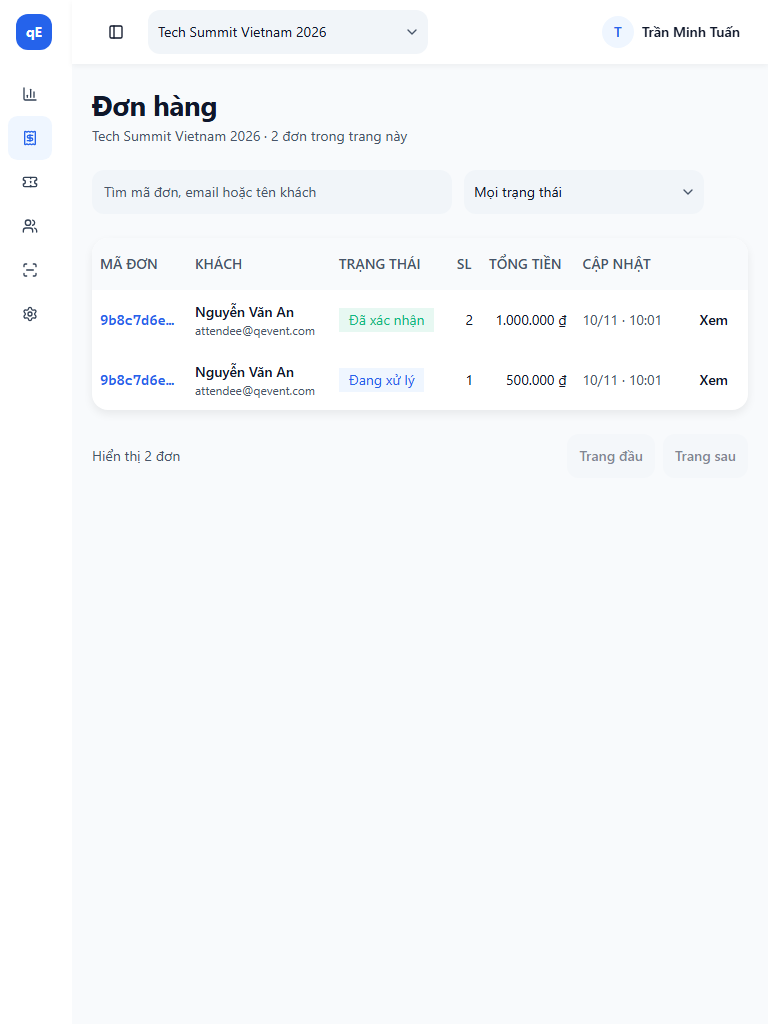 qE
Tech Summit Vietnam 2026
T Trần Minh Tuấn
Đơn hàng
Tech Summit Vietnam 2026 · 2 đơn trong trang này
Tìm mã đơn, email hoặc tên khách
Mọi trạng thái
MÃ ĐƠN KHÁCH TRẠNG THÁI SL TỔNG TIỀN CẬP NHẬT
9b8c7d6e… Nguyễn Văn An Đã xác nhận 2 1.000.000 ₫ 10/11 · 10:01 Xem
attendee@qevent.com
9b8c7d6e… Nguyễn Văn An Đang xử lý 1 500.000 ₫ 10/11 · 10:01 Xem
attendee@qevent.com
Hiển thị 2 đơn
Trang đầu
Trang sau